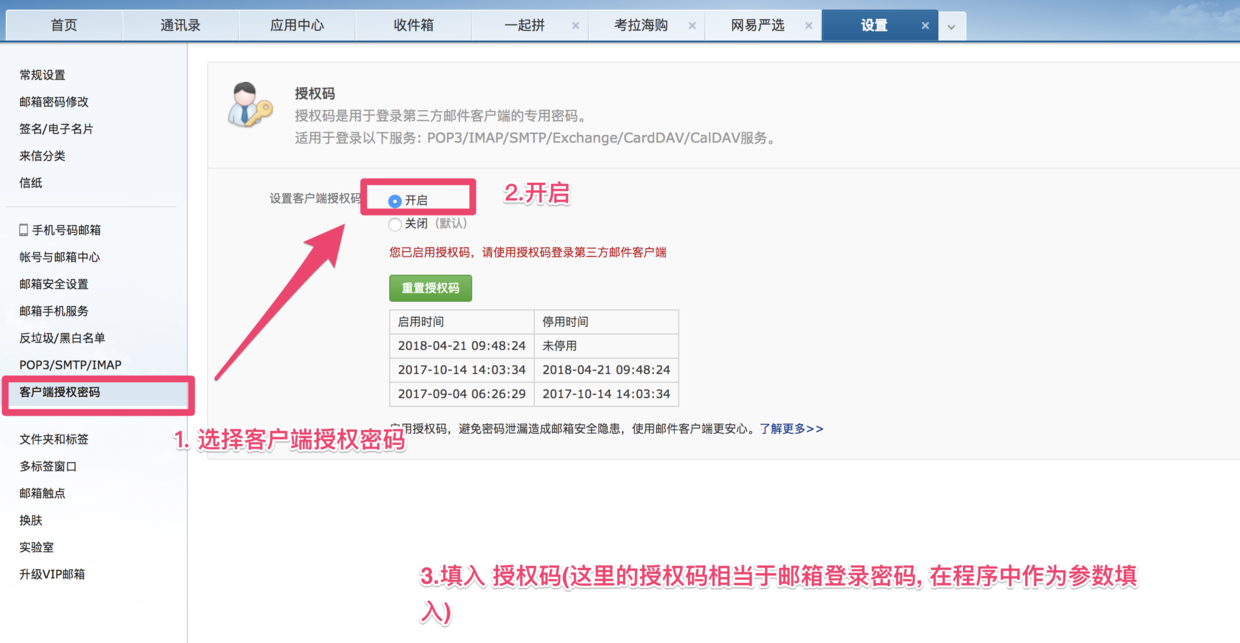 首页 通讯录 应用中心 收件箱 一起拼 考拉海购 网易严选 设置
常规设置
邮箱密码修改
签名/电子名片
来信分类
信纸
手机号码邮箱
帐号与邮箱中心
邮箱安全设置
邮箱手机服务
反垃圾/黑白名单
POP3/SMTP/IMAP
客户端授权密码
文件夹和标签
多标签窗口
邮箱触点
换肤
实验室
升级VIP邮箱
授权码
授权码是用于登录第三方邮件客户端的专用密码。
适用于登录以下服务：POP3/IMAP/SMTP/Exchange/CardDAV/CalDAV服务。
设置客户端授权码 开启
2.开启
关闭（默认）
您已启用授权码，请使用授权码登录第三方邮件客户端
重置授权码
启用时间 停用时间
2018-04-21 09:48:24 未停用
2017-10-14 14:03:34 2018-04-21 09:48:24
2017-09-04 06:26:29 2017-10-14 14:03:34
用授权码，避免密码泄漏造成邮箱安全隐患，使用邮件客户端更安心。了解更多>>
1. 选择客户端授权密码
3.填入 授权码(这里的授权码相当于邮箱登录密码, 在程序中作为参数填
入)